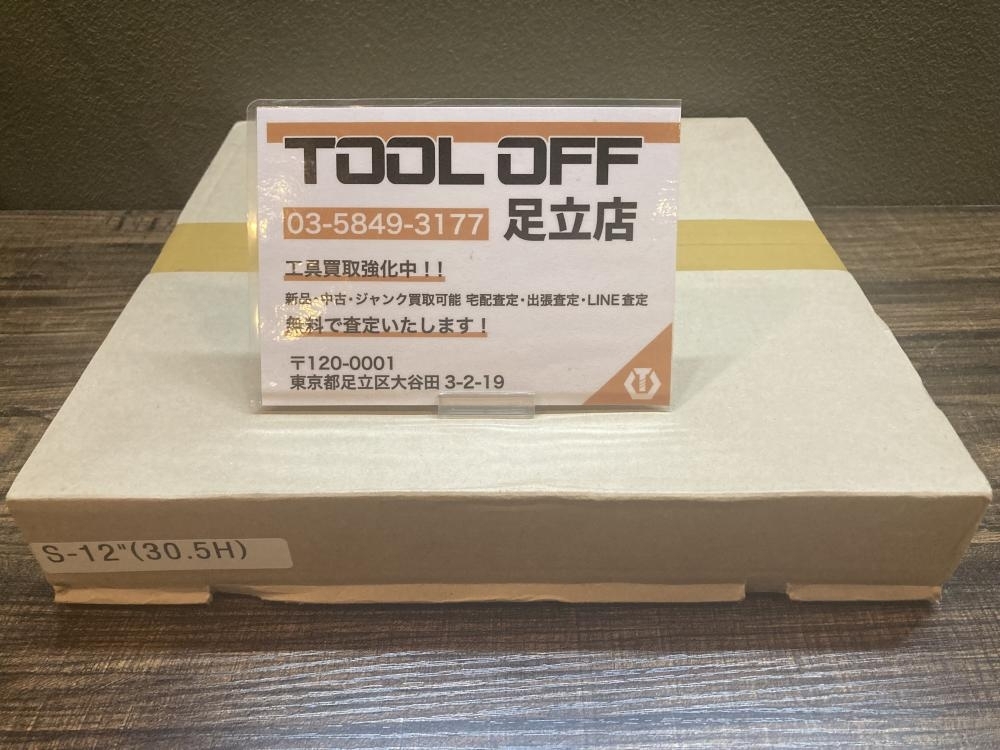 TOOL OFF
03-5849-3177 足立店
工具買取強化中!!
新品・中古・ジャンク買取可能 宅配査定・出張査定・LINE査定
無料で査定いたします!
〒120-0001
東京都足立区大谷田 3-2-19
S-12"(30.5H)